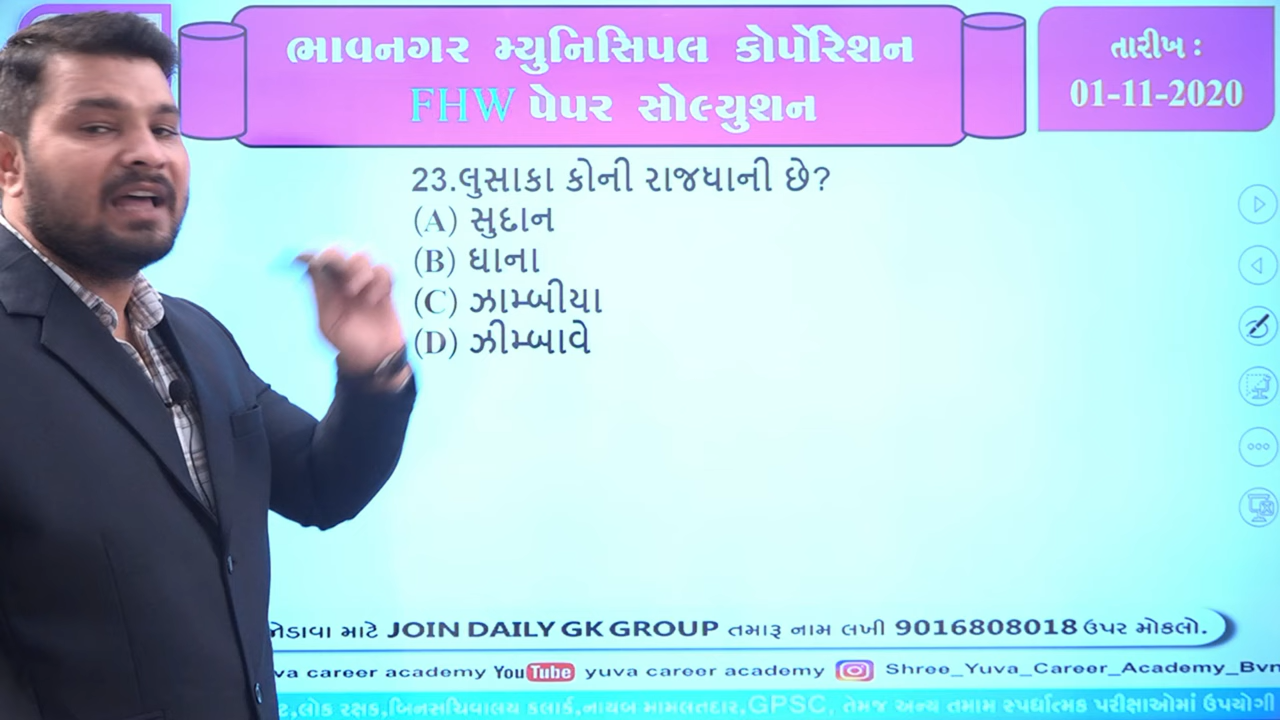 ભાવનગર મ્યુનિસિપલ કોર્પોરેશન
FHW પેપર સોલ્યુશન
તારીખ :
01-11-2020
23.લુસાકા કોની રાજધાની છે?
(A) સુદાન
(B) ઘાના
(C) ઝામ્બીયા
(D) ઝીમ્બાવે
માટે JOIN DAILY GK GROUP તમારૂ નામ લખી 9016808018 ઉપર મોકલો.
career academy YouTube yuva career academy Shree_Yuva_Career_Academy_Bvn
લોક રક્ષક,બિનસચિવાલય કલાર્ક,નાયબ મામલતદાર,GPSC, તેમજ અન્ય તમામ સ્પર્ધાત્મક પરીક્ષાઓમાં ઉપયોગી